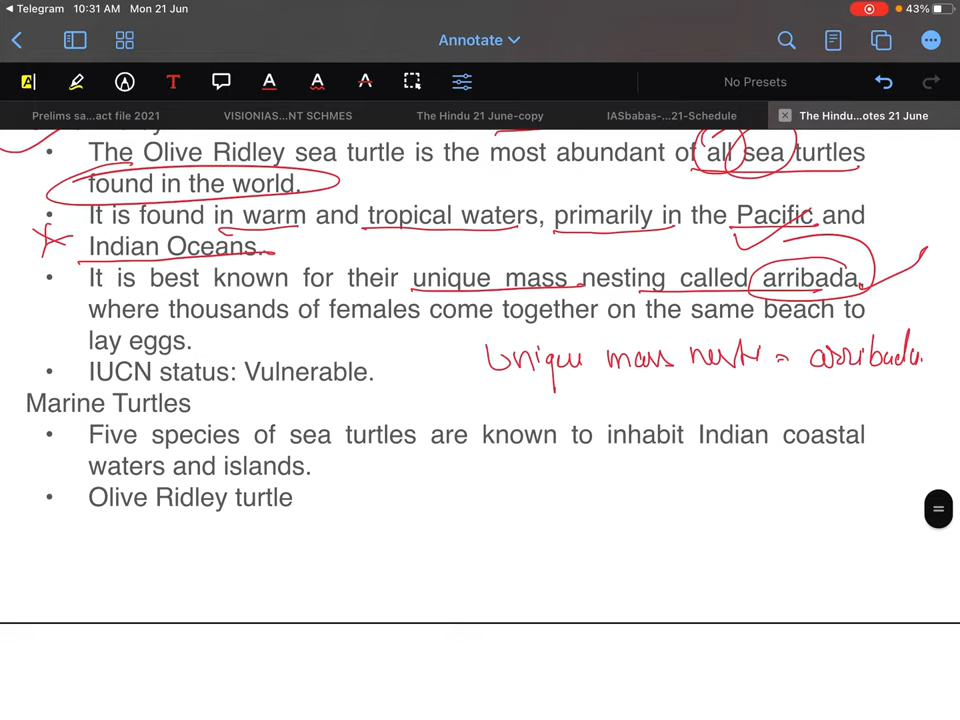 Telegram 10:31 AM Mon 21 Jun 43%
Annotate
No Presets
Prelims sa...act file 2021 VISIONIAS...NT SCHMES The Hindu 21 June-copy IASbabas-...21-Schedule The Hindu...otes 21 June
• The Olive Ridley sea turtle is the most abundant of all sea turtles
found in the world.
• It is found in warm and tropical waters, primarily in the Pacific and
Indian Oceans.
• It is best known for their unique mass nesting called arribada,
where thousands of females come together on the same beach to
lay eggs.
unique mass nesti = arribada.
• IUCN status: Vulnerable.
Marine Turtles
• Five species of sea turtles are known to inhabit Indian coastal
waters and islands.
• Olive Ridley turtle